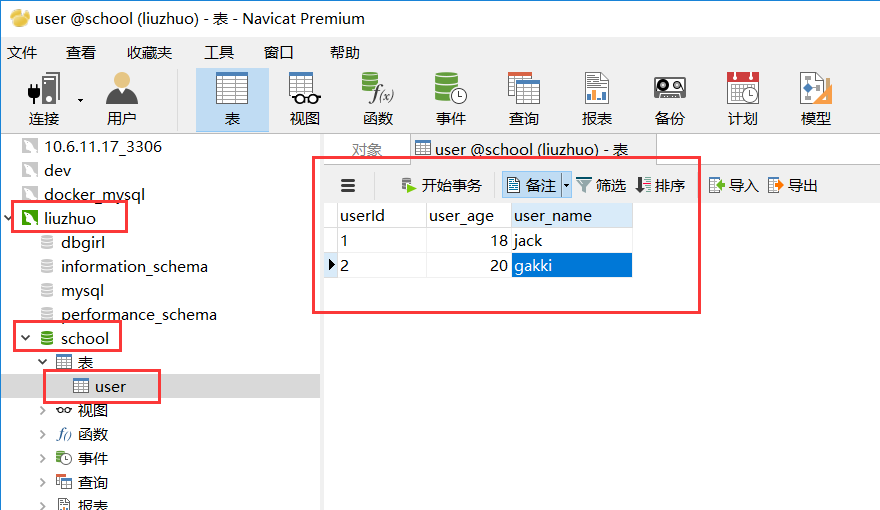 user @school (liuzhuo) - 表 - Navicat Premium
文件 查看 收藏夹 工具 窗口 帮助
连接 用户 表 视图 函数 事件 查询 报表 备份 计划 模型
10.6.11.17_3306
dev
docker_mysql
liuzhuo
dbgirl
information_schema
mysql
performance_schema
school
表
user
视图
函数
事件
查询
报表
对象 user @school (liuzhuo) - 表
开始事务 备注 筛选 排序 导入 导出
userId user_age user_name
1 18 jack
2 20 gakki